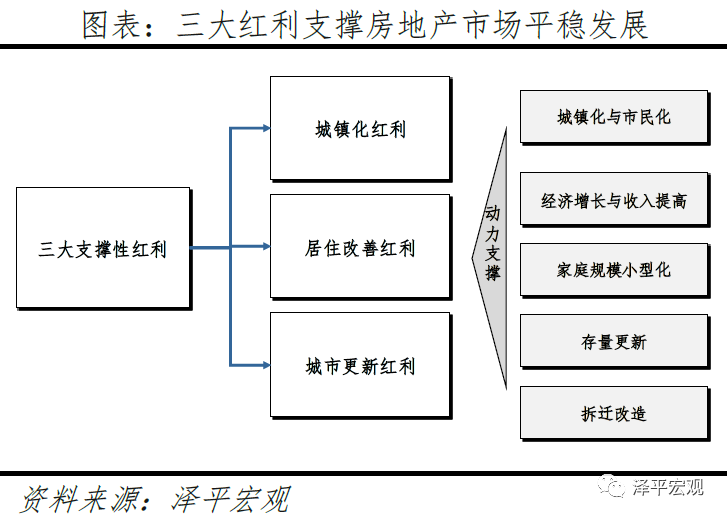 图表：三大红利支撑房地产市场平稳发展
三大支撑性红利
城镇化红利
居住改善红利
城市更新红利
动力支撑
城镇化与市民化
经济增长与收入提高
家庭规模小型化
存量更新
拆迁改造
资料来源：泽平宏观
泽平宏观